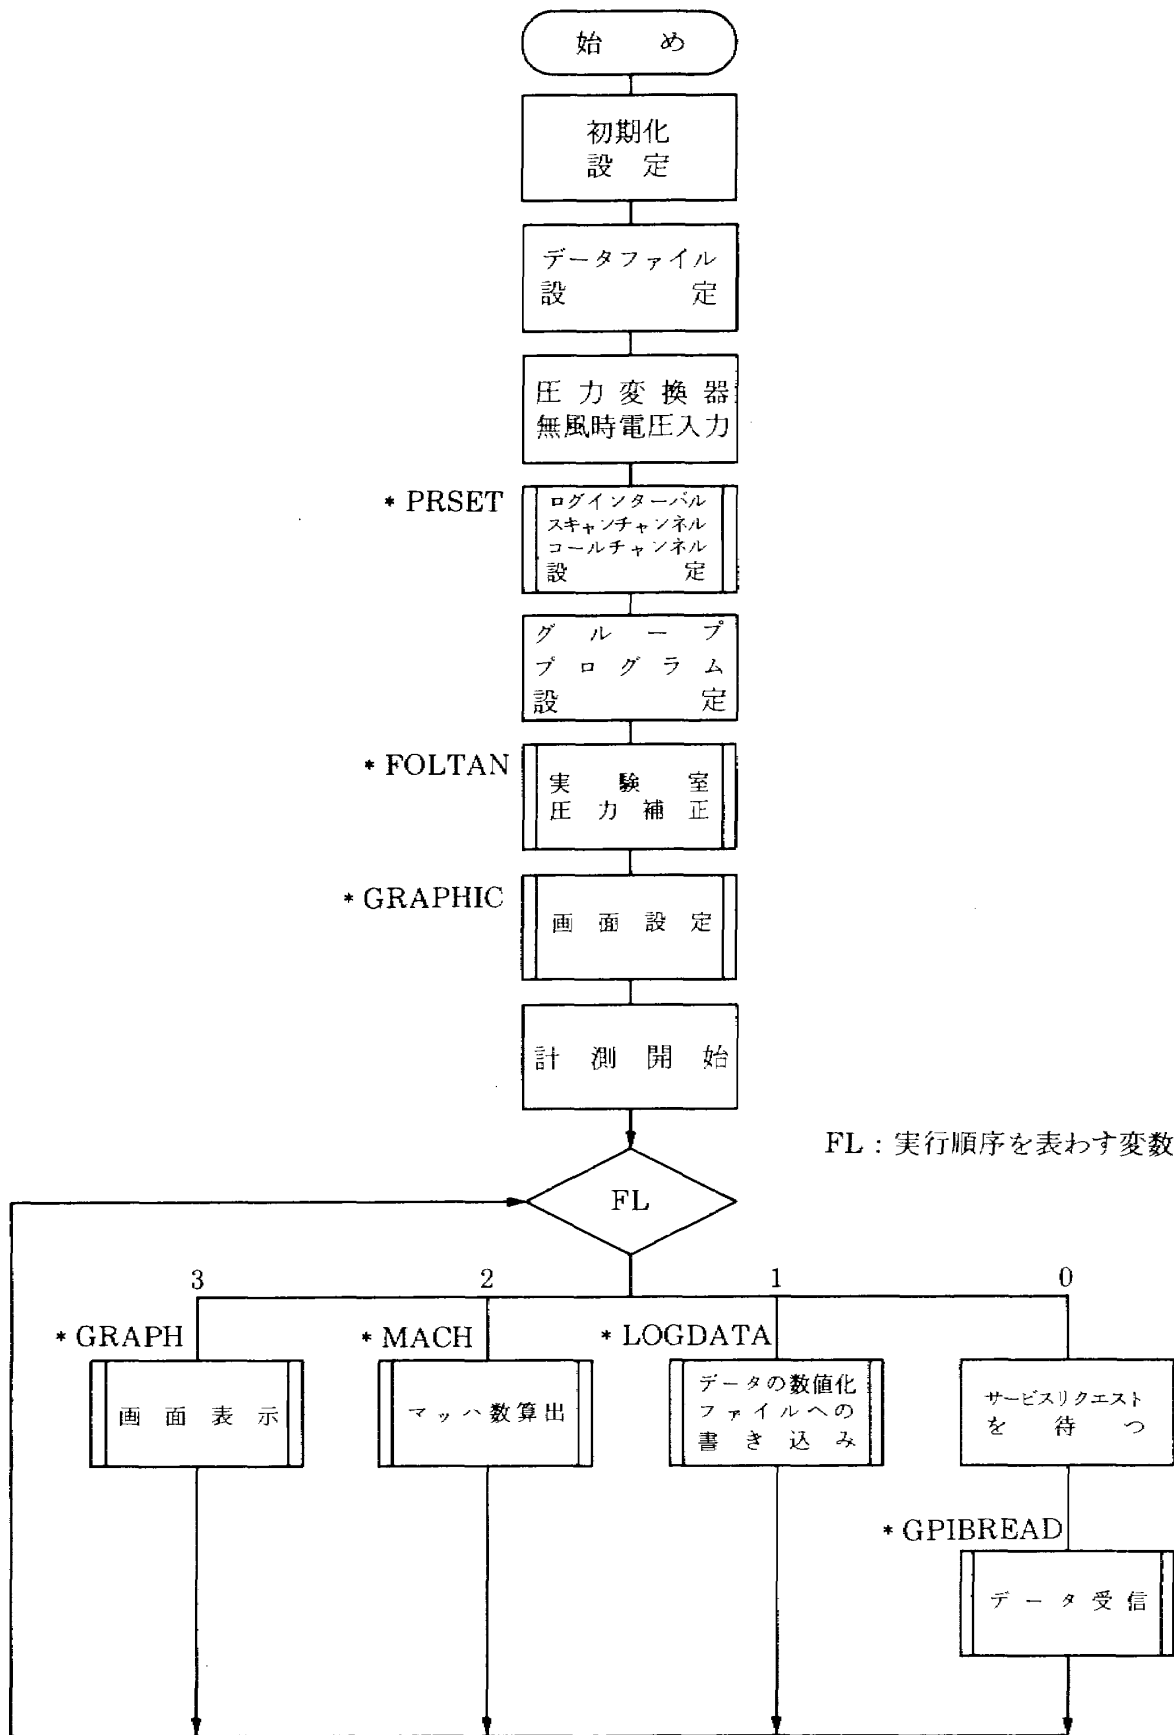 始め
初期化
設定
データファイル
設定
圧力変換器
無風時電圧入力
* PRSET
ログインターバル
スキャンチャンネル
コールチャンネル
設定
グループ
プログラム
設定
* FOLTAN
実験室
圧力補正
* GRAPHIC
画面設定
計測開始
FL : 実行順序を表わす変数
FL
3
2
1
0
* GRAPH
画面表示
* MACH
マッハ数算出
* LOGDATA
データの数値化
ファイルへの
書き込み
サービスリクエスト
を待つ
* GPIBREAD
データ受信